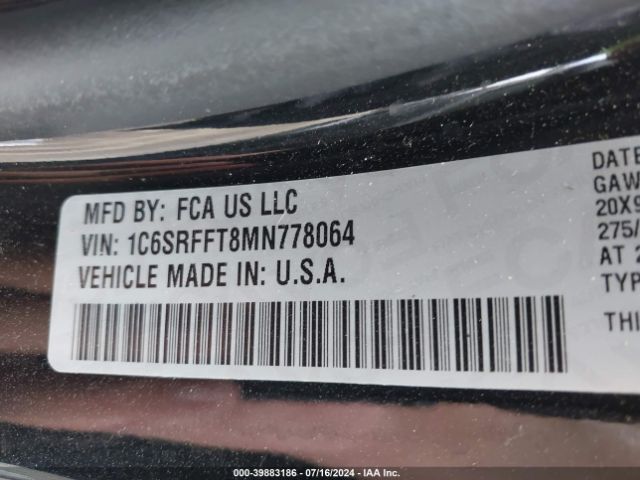 MFD BY: FCA US LLC
VIN: 1C6SRFFT8MN778064
VEHICLE MADE IN: U.S.A.
DATE
GAW
20X9
275/
AT 2
TYP
THI
000-39883186 - 07/16/2024 - IAA Inc.